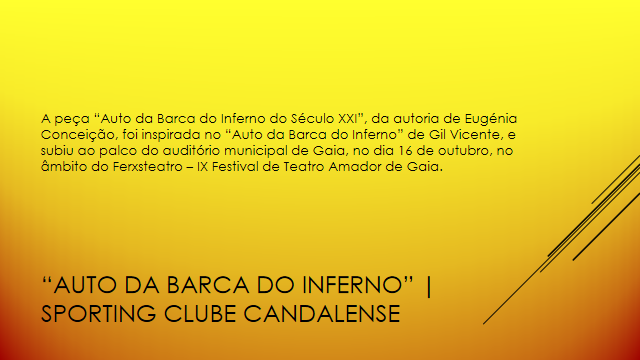 A peça “Auto da Barca do Inferno do Século XXI”, da autoria de Eugénia
Conceição, foi inspirada no “Auto da Barca do Inferno” de Gil Vicente, e
subiu ao palco do auditório municipal de Gaia, no dia 16 de outubro, no
âmbito do Ferxsteatro – IX Festival de Teatro Amador de Gaia.
“AUTO DA BARCA DO INFERNO” |
SPORTING CLUBE CANDALENSE